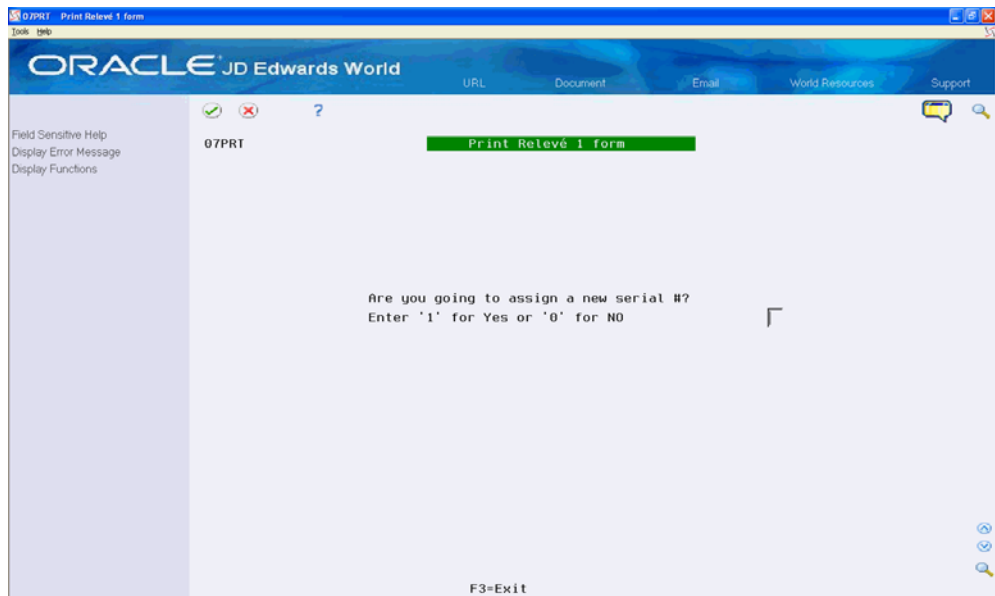 07PRT Print Relevé 1 form
Tools Help
ORACLE JD Edwards World
URL Document Email World Resources Support
?
Field Sensitive Help
Display Error Message
Display Functions
07PRT Print Relevé 1 form
Are you going to assign a new serial #?
Enter '1' for Yes or '0' for NO
F3=Exit